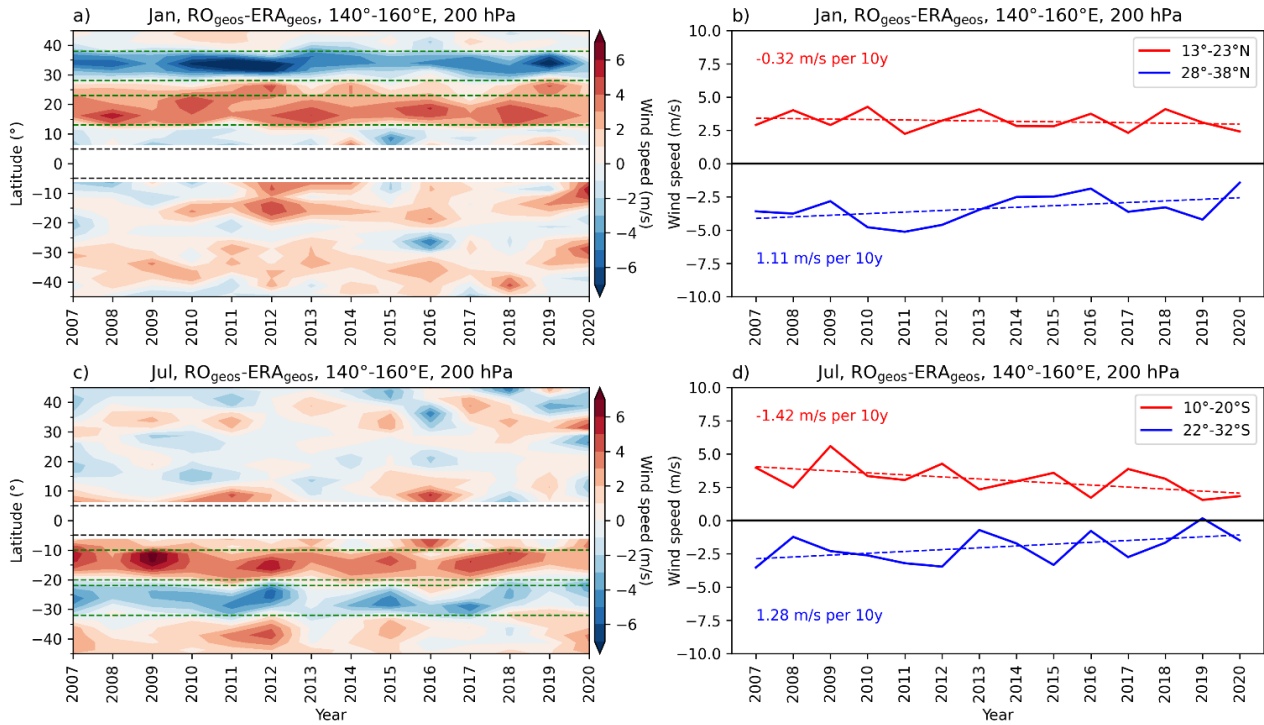 a) Jan, RO_geos-ERA_geos, 140°-160°E, 200 hPa
40
30
20
10
0
−10
−20
−30
−40
Latitude (°)
2007 2008 2009 2010 2011 2012 2013 2014 2015 2016 2017 2018 2019 2020
6
4
2
0
−2
−4
−6
Wind speed (m/s)
b) Jan, RO_geos-ERA_geos, 140°-160°E, 200 hPa
10.0
7.5
5.0
2.5
0.0
−2.5
−5.0
−7.5
−10.0
Wind speed (m/s)
-0.32 m/s per 10y
13°-23°N
28°-38°N
1.11 m/s per 10y
2007 2008 2009 2010 2011 2012 2013 2014 2015 2016 2017 2018 2019 2020
c) Jul, RO_geos-ERA_geos, 140°-160°E, 200 hPa
40
30
20
10
0
−10
−20
−30
−40
Latitude (°)
2007 2008 2009 2010 2011 2012 2013 2014 2015 2016 2017 2018 2019 2020
Year
6
4
2
0
−2
−4
−6
Wind speed (m/s)
d) Jul, RO_geos-ERA_geos, 140°-160°E, 200 hPa
10.0
7.5
5.0
2.5
0.0
−2.5
−5.0
−7.5
−10.0
Wind speed (m/s)
-1.42 m/s per 10y
10°-20°S
22°-32°S
1.28 m/s per 10y
2007 2008 2009 2010 2011 2012 2013 2014 2015 2016 2017 2018 2019 2020
Year